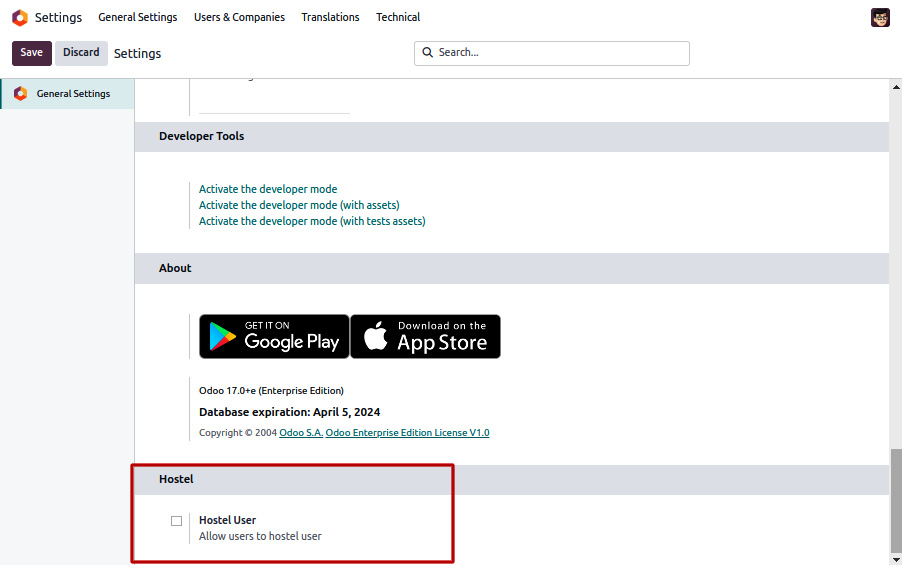 Settings General Settings Users & Companies Translations Technical
Save Discard Settings Search...
General Settings
Developer Tools
Activate the developer mode
Activate the developer mode (with assets)
Activate the developer mode (with tests assets)
About
GET IT ON Download on the
Google Play App Store
Odoo 17.0+e (Enterprise Edition)
Database expiration: April 5, 2024
Copyright © 2004 Odoo S.A. Odoo Enterprise Edition License V1.0
Hostel
Hostel User
Allow users to hostel user